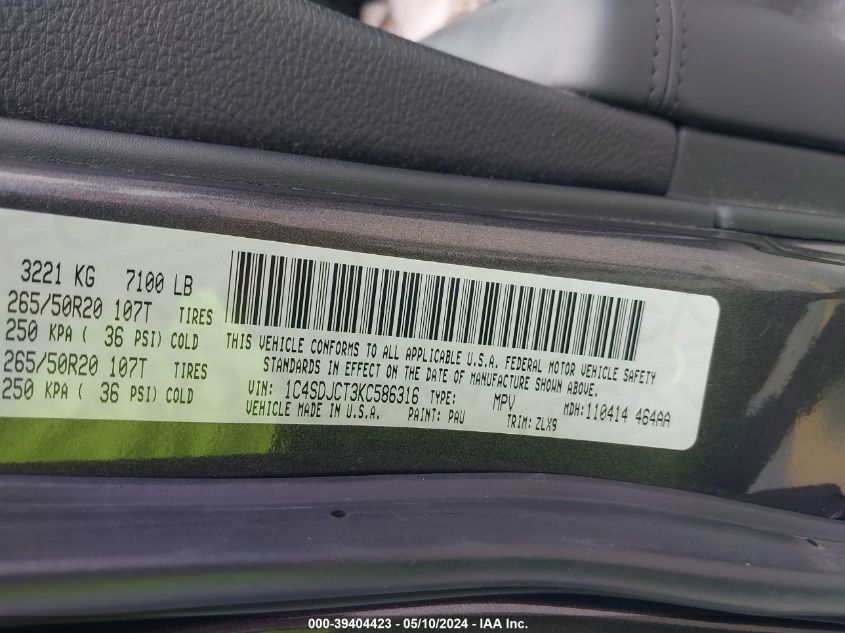 3221 KG 7100 LB
265/50R20 107T TIRES
250 KPA ( 36 PSI) COLD
265/50R20 107T TIRES
250 KPA ( 36 PSI) COLD
THIS VEHICLE CONFORMS TO ALL APPLICABLE U.S.A. FEDERAL MOTOR VEHICLE SAFETY
STANDARDS IN EFFECT ON THE DATE OF MANUFACTURE SHOWN ABOVE.
VIN: 1C4SDJCT3KC586316 TYPE: MPV MDH: 110414 464AA
VEHICLE MADE IN U.S.A. PAINT: PAU TRIM: ZLX9
000-39404423 - 05/10/2024 - IAA Inc.